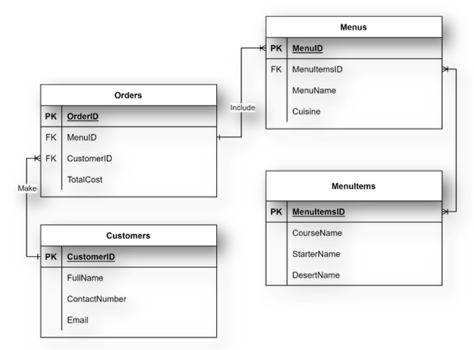 Menus
PK MenuID
FK MenuItemsID
MenuName
Cuisine
Include
Orders
PK OrderID
FK MenuID
FK CustomerID
TotalCost
Make
MenuItems
PK MenuItemsID
CourseName
StarterName
DesertName
Customers
PK CustomerID
FullName
ContactNumber
Email